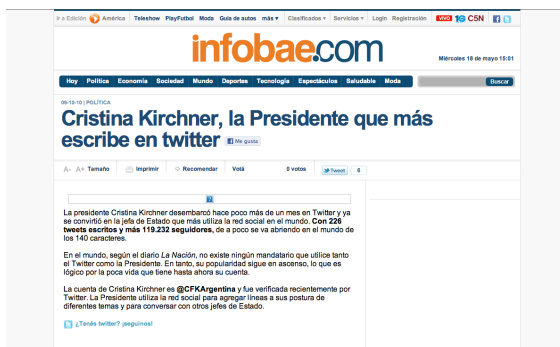 Ir a Edición América Teleshow PlayFutbol Moda Guía de autos más ▾ Clasificados ▾ Servicios ▾ Login Registración VIVO C5N
infobae.com
Miércoles 18 de mayo 15:01
Hoy Política Economía Sociedad Mundo Deportes Tecnología Espectáculos Saludable Moda Buscar
09-10-10 | POLÍTICA
Cristina Kirchner, la Presidente que más
escribe en twitter Me gusta
A- A+ Tamaño Imprimir Recomendar Votá 0 votos Tweet 6
La presidente Cristina Kirchner desembarcó hace poco más de un mes en Twitter y ya
se convirtió en la jefa de Estado que más utiliza la red social en el mundo. Con 226
tweets escritos y más 119.232 seguidores, de a poco se va abriendo en el mundo de
los 140 caracteres.
En el mundo, según el diario La Nación, no existe ningún mandatario que utilice tanto
el Twitter como la Presidente. En tanto, su popularidad sigue en ascenso, lo que es
lógico por la poca vida que tiene hasta ahora su cuenta.
La cuenta de Cristina Kirchner es @CFKArgentina y fue verificada recientemente por
Twitter. La Presidente utiliza la red social para agregar líneas a sus postura de
diferentes temas y para conversar con otros jefes de Estado.
¿Tenés twitter? ¡seguinos!